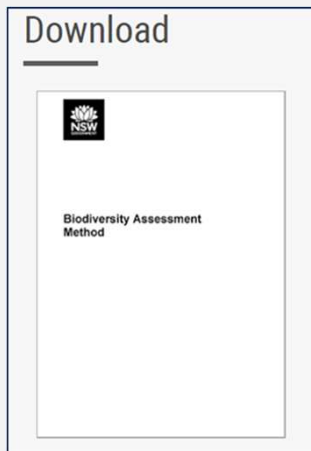 Download
NSW
GOVERNMENT
Biodiversity Assessment
Method